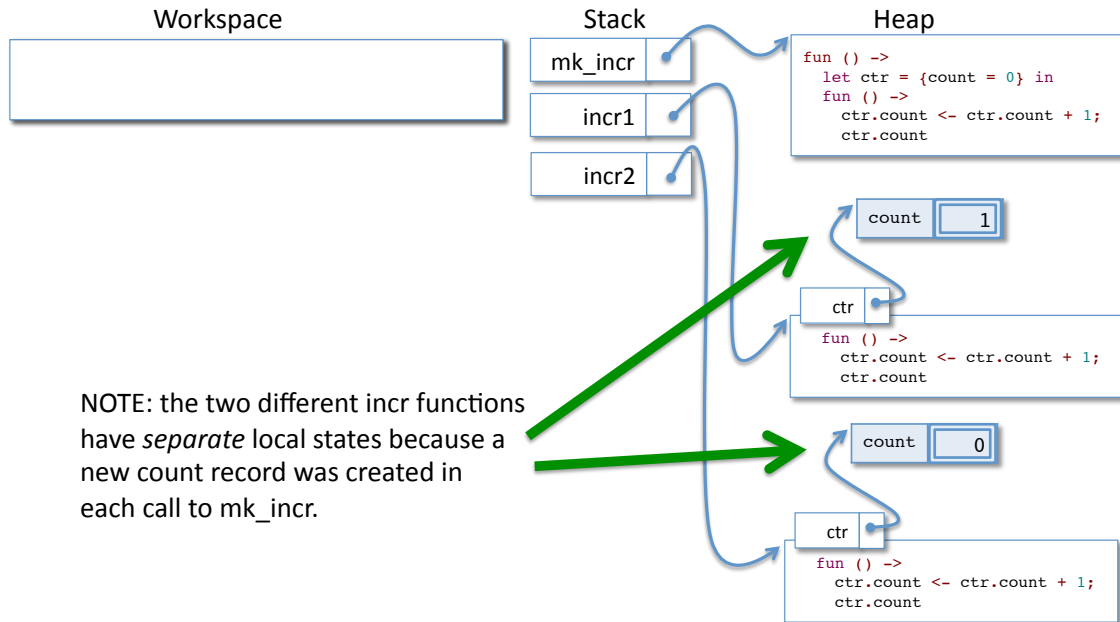 Workspace
Stack
Heap
mk_incr
incr1
incr2
fun () ->
let ctr = {count = 0} in
fun () ->
ctr.count <- ctr.count + 1;
ctr.count
count 1
ctr
fun () ->
ctr.count <- ctr.count + 1;
ctr.count
NOTE: the two different incr functions
have separate local states because a
new count record was created in
each call to mk_incr.
count 0
ctr
fun () ->
ctr.count <- ctr.count + 1;
ctr.count